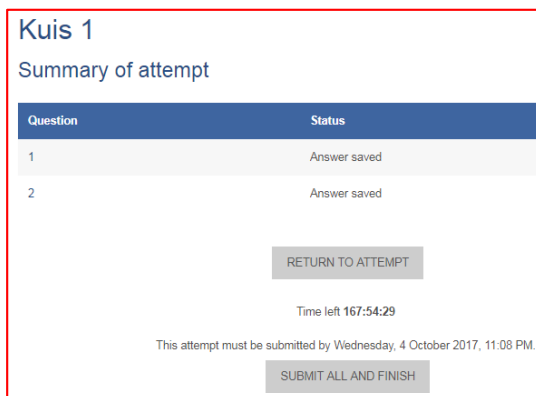 Kuis 1
Summary of attempt
Question Status
1 Answer saved
2 Answer saved
RETURN TO ATTEMPT
Time left 167:54:29
This attempt must be submitted by Wednesday, 4 October 2017, 11:08 PM.
SUBMIT ALL AND FINISH